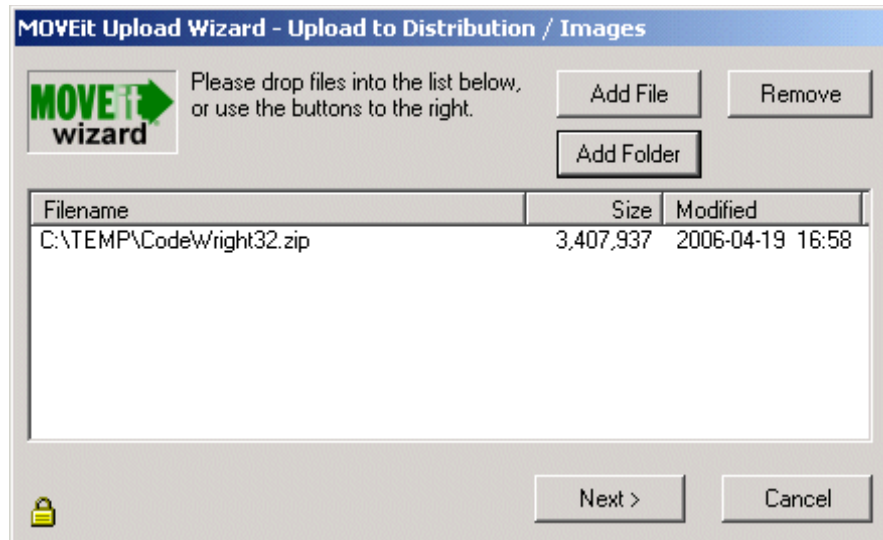 MOVEit Upload Wizard - Upload to Distribution / Images
MOVEit
wizard
Please drop files into the list below,
or use the buttons to the right.
Add File
Remove
Add Folder
Filename Size Modified
C:\TEMP\CodeWright32.zip 3,407,937 2006-04-19 16:58
Next >
Cancel